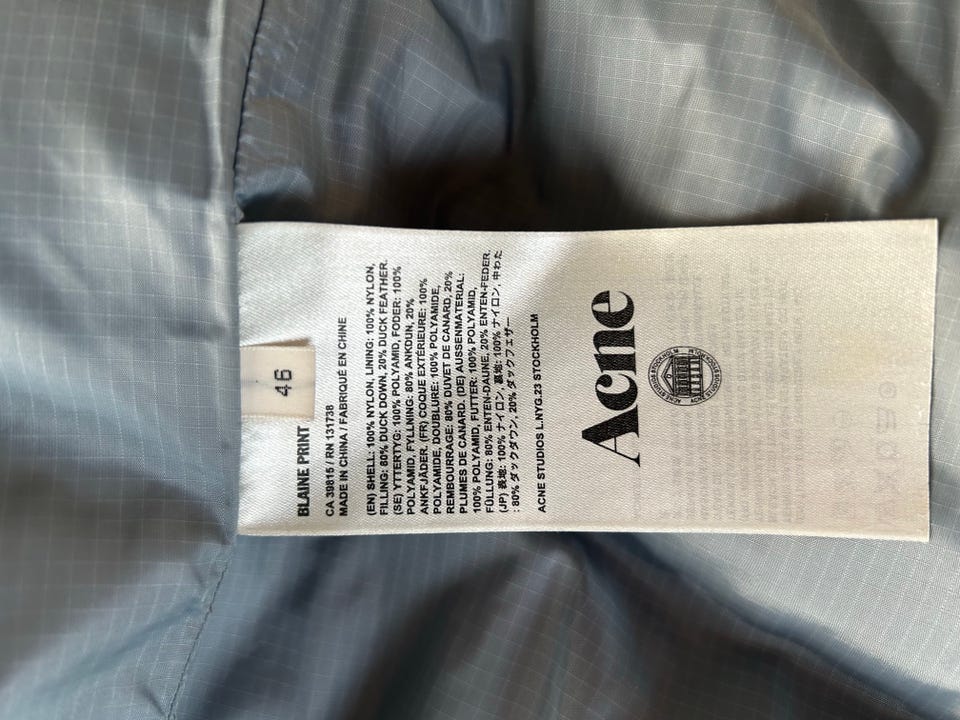 46
BLAINE PRINT
CA 39815 / RN 131738
MADE IN CHINA / FABRIQUÉ EN CHINE
(EN) SHELL: 100% NYLON, LINING: 100% NYLON,
FILLING: 80% DUCK DOWN, 20% DUCK FEATHER.
(SE) YTTERTYG: 100% POLYAMID, FODER: 100%
POLYAMID, FYLLNING: 80% ANKDUN, 20%
ANKFJÄDER. (FR) COQUE EXTÉRIEURE: 100%
POLYAMIDE, DOUBLURE: 100% POLYAMIDE,
REMBOURRAGE: 80% DUVET DE CANARD, 20%
PLUMES DE CANARD. (DE) AUSSENMATERIAL:
100% POLYAMID, FUTTER: 100% POLYAMID,
FÜLLUNG: 80% ENTEN-DAUNE, 20% ENTEN-FEDER.
(JP) 表地: 100% ナイロン, 裏地: 100% ナイロン, 中わた
: 80% ダックダウン, 20% ダックフェザー
ACNE STUDIOS L.NYG.23 STOCKHOLM
Acne
ACNE STUDIOS STOCKHOLM